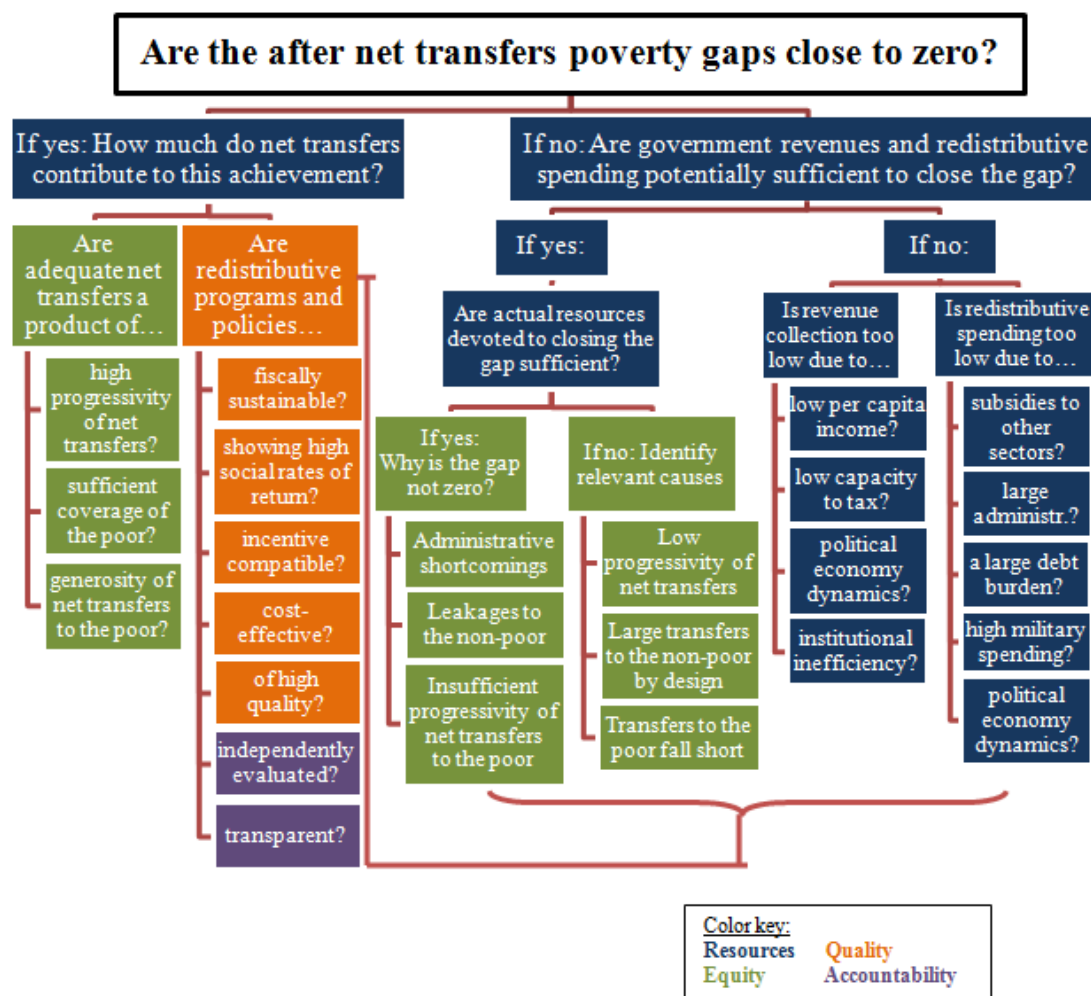 Are the after net transfers poverty gaps close to zero?
If yes: How much do net transfers
contribute to this achievement?
If no: Are government revenues and redistributive
spending potentially sufficient to close the gap?
Are
adequate net
transfers a
product of…
high
progressivity
of net
transfers?
sufficient
coverage of
the poor?
generosity of
net transfers
to the poor?
Are
redistributive
programs and
policies…
fiscally
sustainable?
showing high
social rates of
return?
incentive
compatible?
cost-
effective?
of high
quality?
independently
evaluated?
transparent?
If yes:
Are actual resources
devoted to closing the
gap sufficient?
If yes:
Why is the gap
not zero?
Administrative
shortcomings
Leakages to
the non-poor
Insufficient
progressivity of
net transfers
to the poor
If no: Identify
relevant causes
Low
progressivity of
net transfers
Large transfers
to the non-poor
by design
Transfers to the
poor fall short
If no:
Is revenue
collection too
low due to…
low per capita
income?
low capacity
to tax?
political
economy
dynamics?
institutional
inefficiency?
Is redistributive
spending too
low due to…
subsidies to
other
sectors?
large
administr.?
a large debt
burden?
high military
spending?
political
economy
dynamics?
Color key:
Resources Quality
Equity Accountability